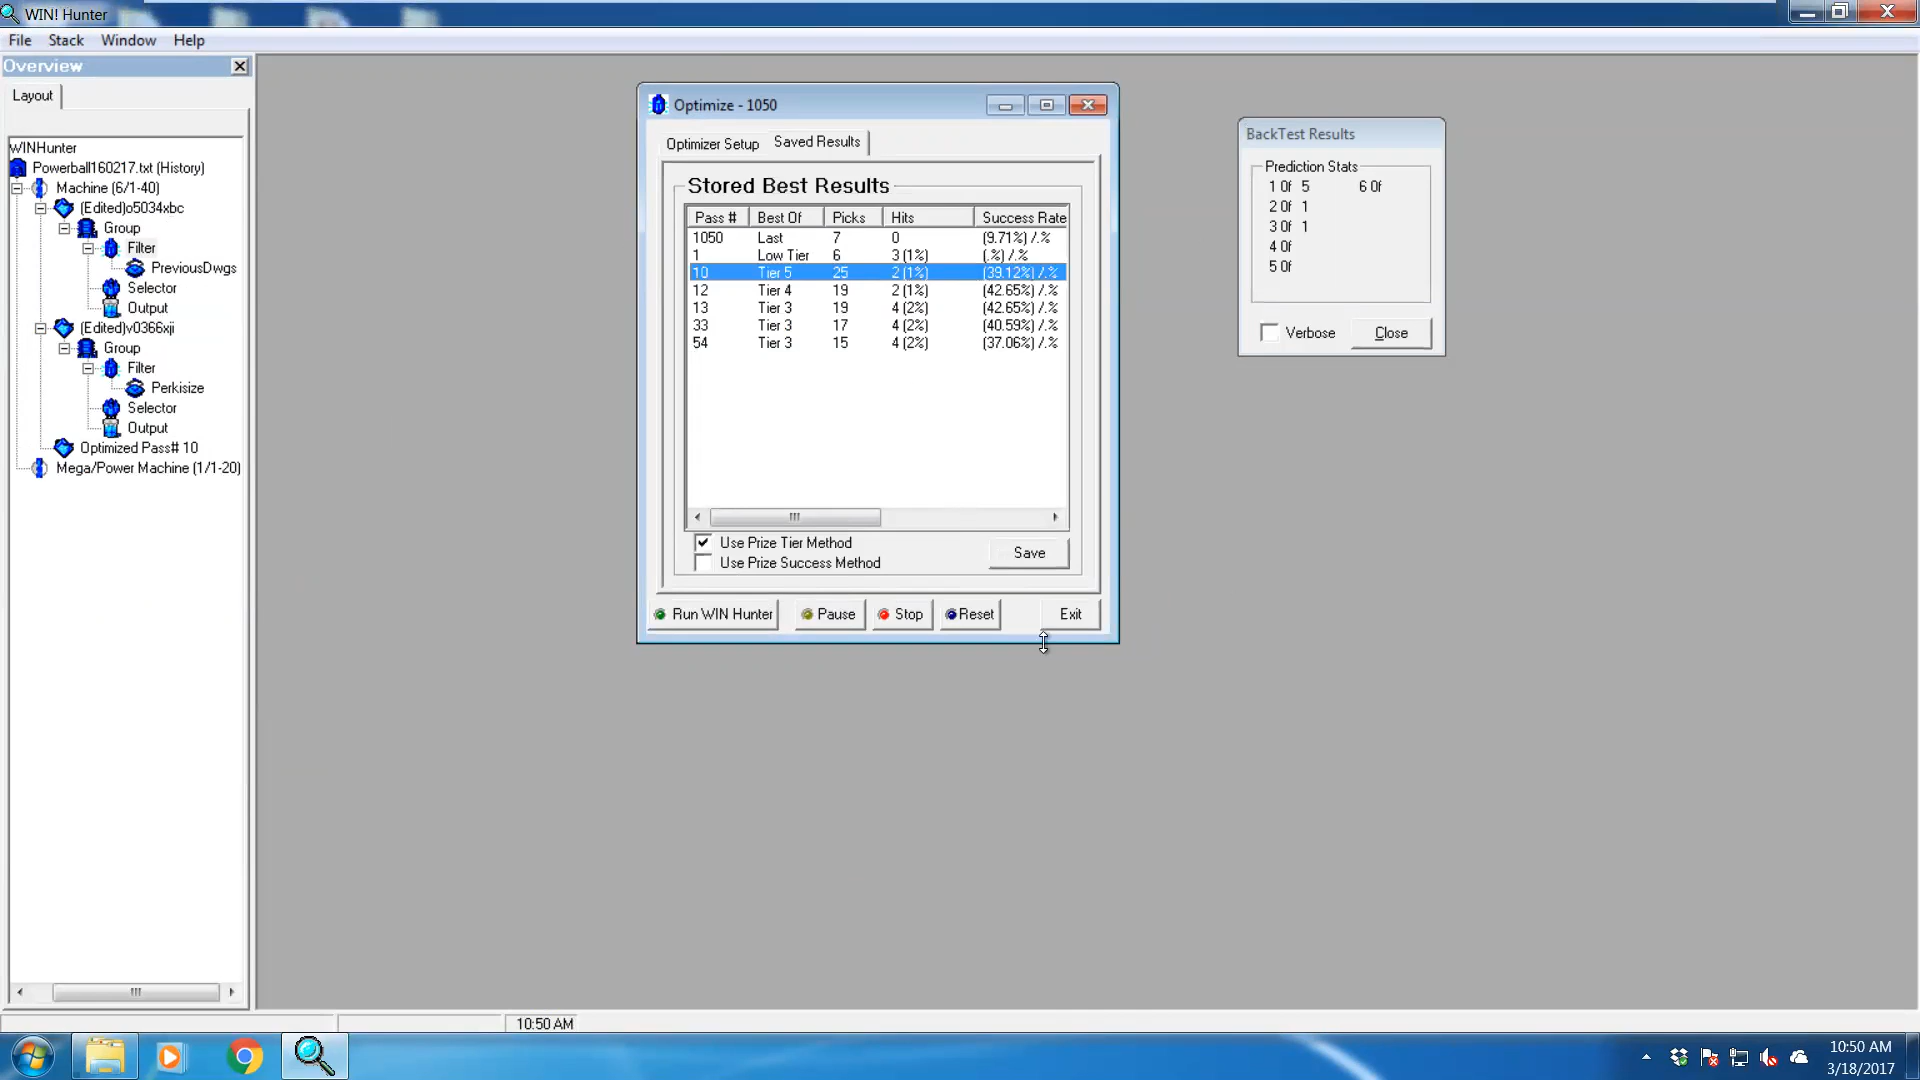 WIN! Hunter
File Stack Window Help
Overview
Layout
WINHunter
Powerball160217.txt (History)
Machine (6/1-40)
(Edited)o5034xbc
Group
Filter
PreviousDwgs
Selector
Output
(Edited)v0366xji
Group
Filter
Perkisize
Selector
Output
Optimized Pass# 10
Mega/Power Machine (1/1-20)
Optimize - 1050
Optimizer Setup Saved Results
Stored Best Results
Pass # Best Of Picks Hits Success Rate
1050 Last 7 0 (9.71%) /.%
1 Low Tier 6 3 (1%) (.%) /.%
10 Tier 5 25 2 (1%) (39.12%) /.%
12 Tier 4 19 2 (1%) (42.65%) /.%
13 Tier 3 19 4 (2%) (42.65%) /.%
33 Tier 3 17 4 (2%) (40.59%) /.%
54 Tier 3 15 4 (2%) (37.06%) /.%
Use Prize Tier Method
Use Prize Success Method
Save
Run WIN Hunter Pause Stop Reset Exit
BackTest Results
Prediction Stats
1 Of 5 6 Of
2 Of 1
3 Of 1
4 Of
5 Of
Verbose Close
10:50 AM
10:50 AM
3/18/2017